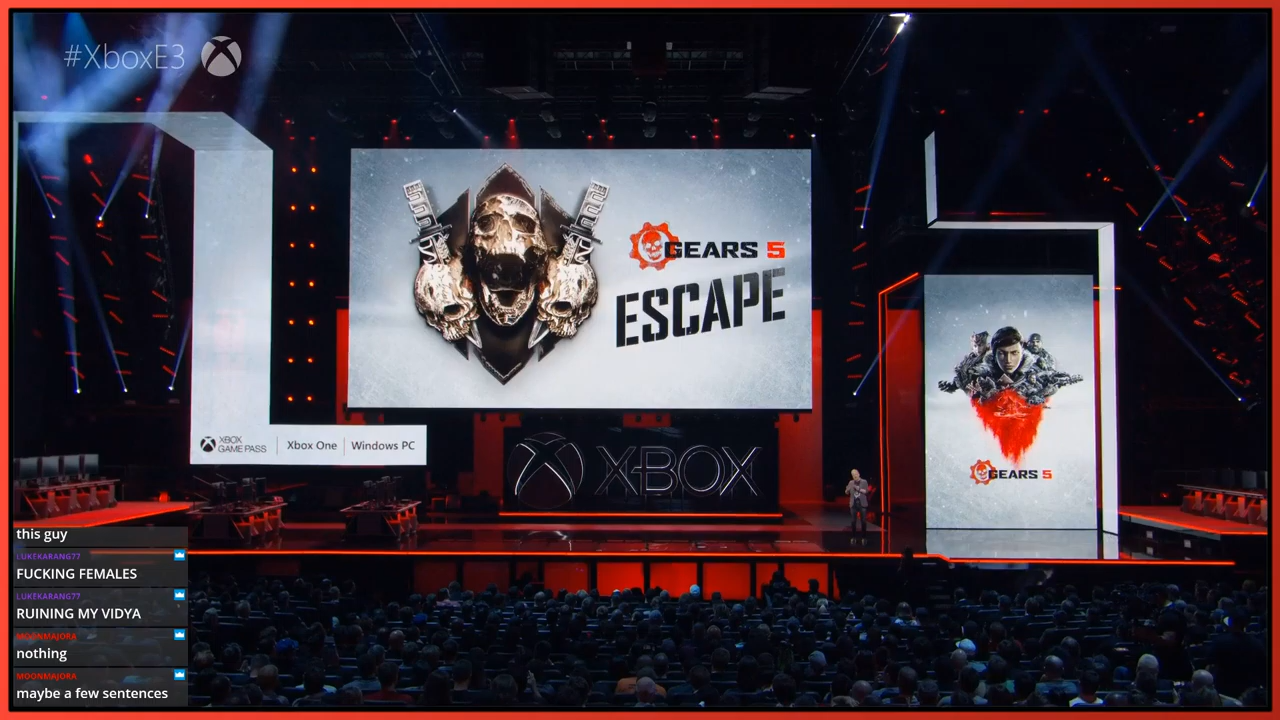 #XboxE3
GEARS 5
ESCAPE
XBOX
GAME PASS
Xbox One
Windows PC
XBOX
GEARS 5
this guy
LUKEKARANG77
FUCKING FEMALES
LUKEKARANG77
RUINING MY VIDYA
MOONMAJORA
nothing
MOONMAJORA
maybe a few sentences